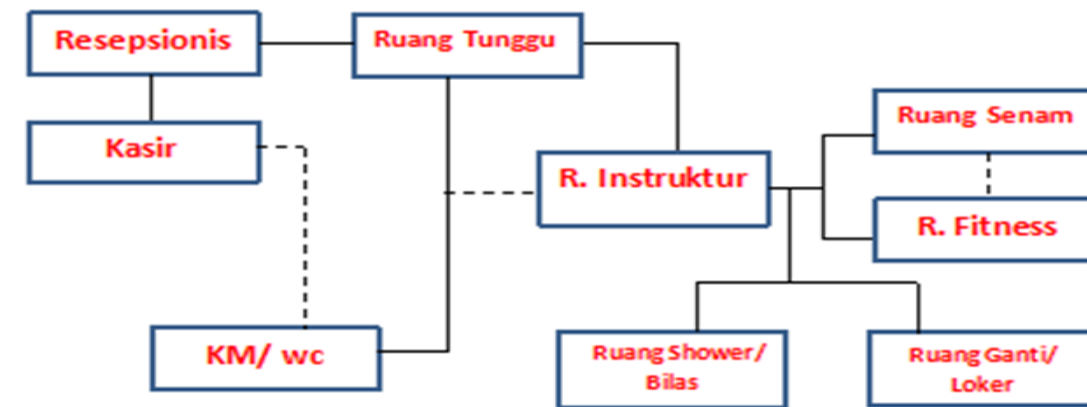 Resepsionis
Ruang Tunggu
Kasir
Ruang Senam
R. Instruktur
R. Fitness
KM/ wc
Ruang Shower/
Bilas
Ruang Ganti/
Loker